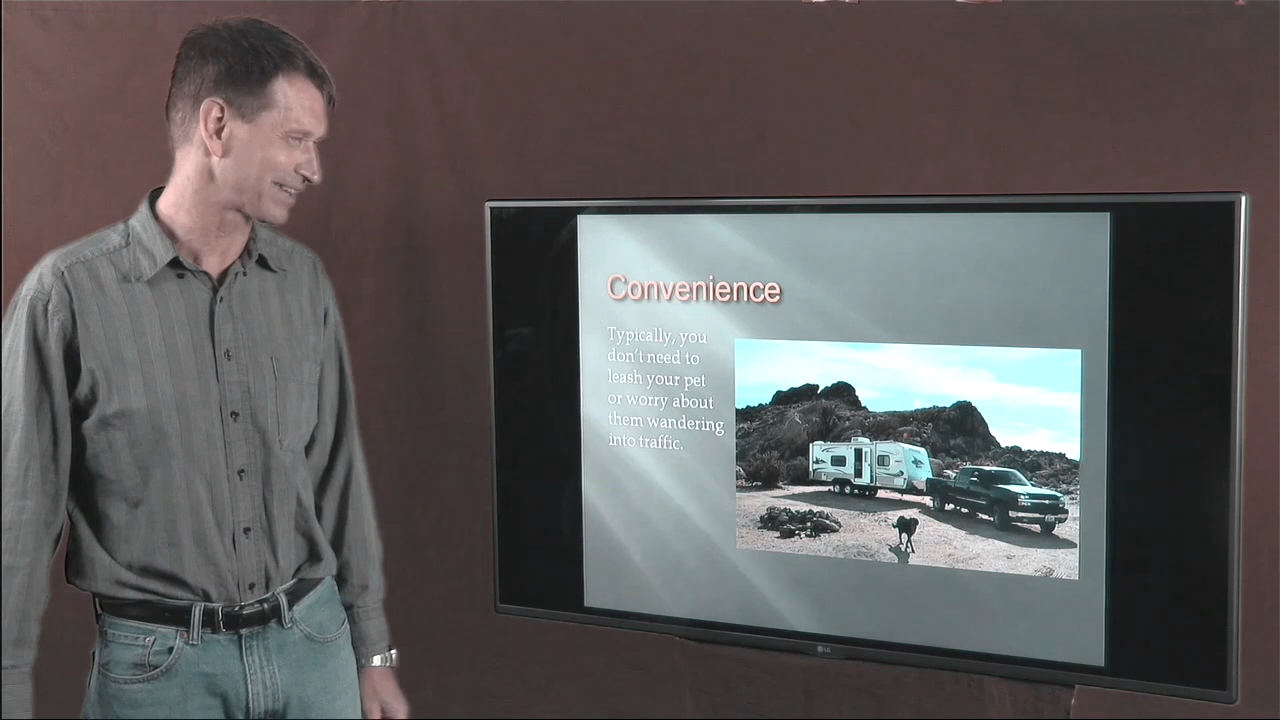 Convenience
Typically, you
don't need to
leash your pet
or worry about
them wandering
into traffic.
LG